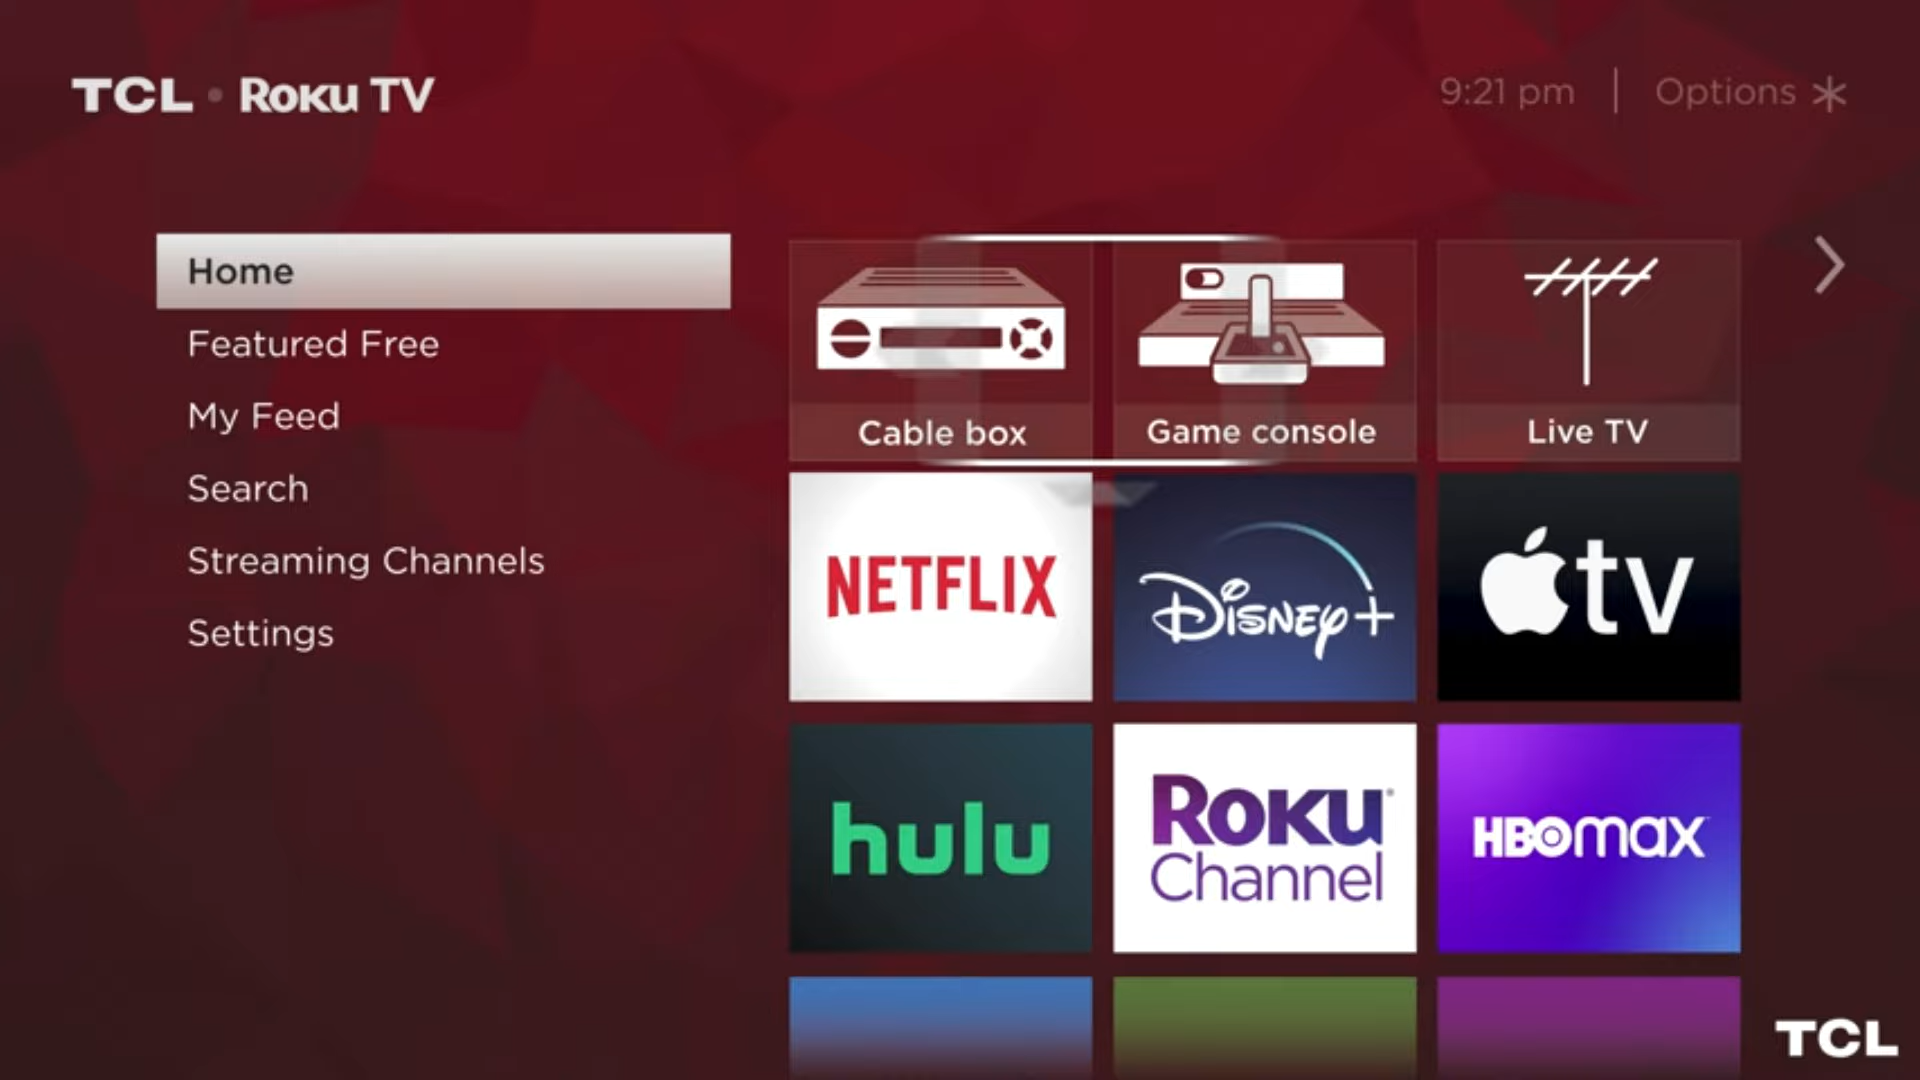 TCL • Roku TV
9:21 pm | Options *
Home
Featured Free
My Feed
Search
Streaming Channels
Settings
Cable box
Game console
Live TV
NETFLIX
Disney+
tv
hulu
Roku
Channel
HBOmax
TCL